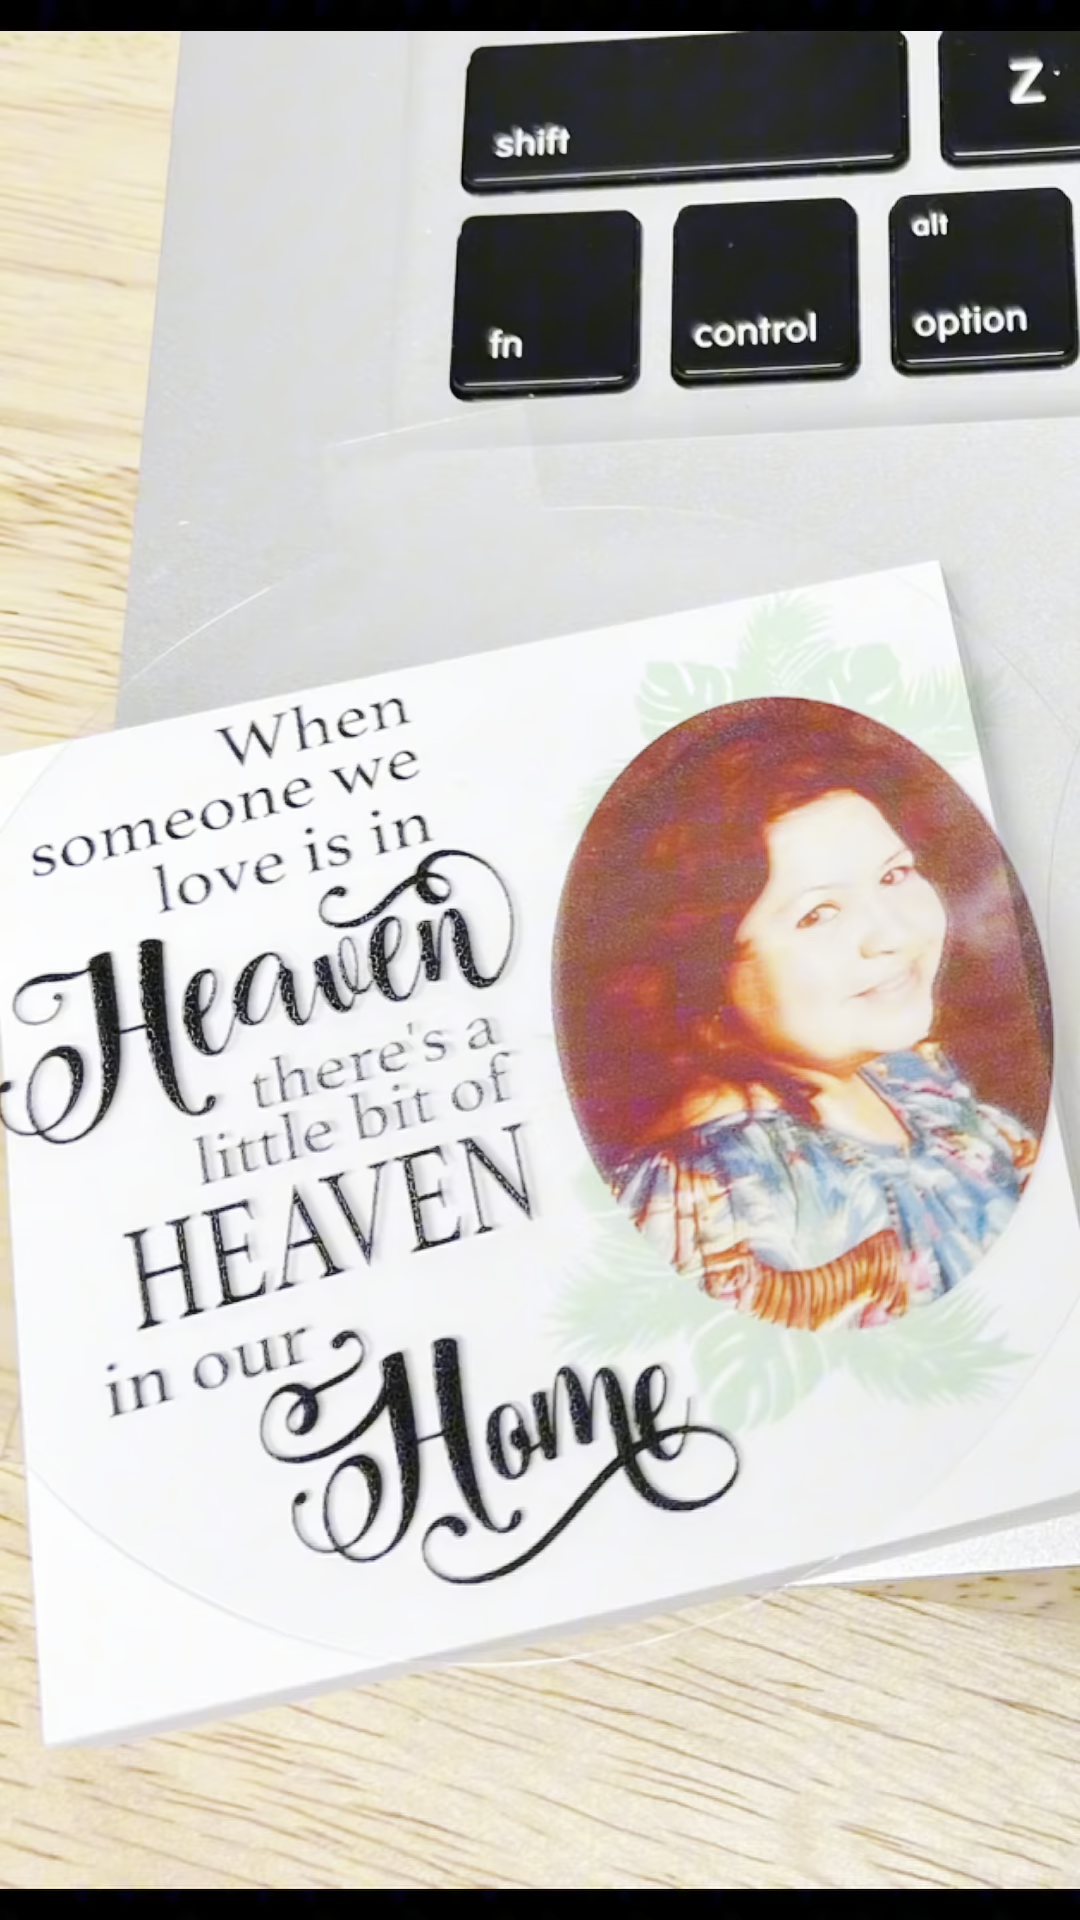 shift
Z
fn
control
alt
option
When
someone we
love is in
Heaven
there's a
little bit of
HEAVEN
in our
Home